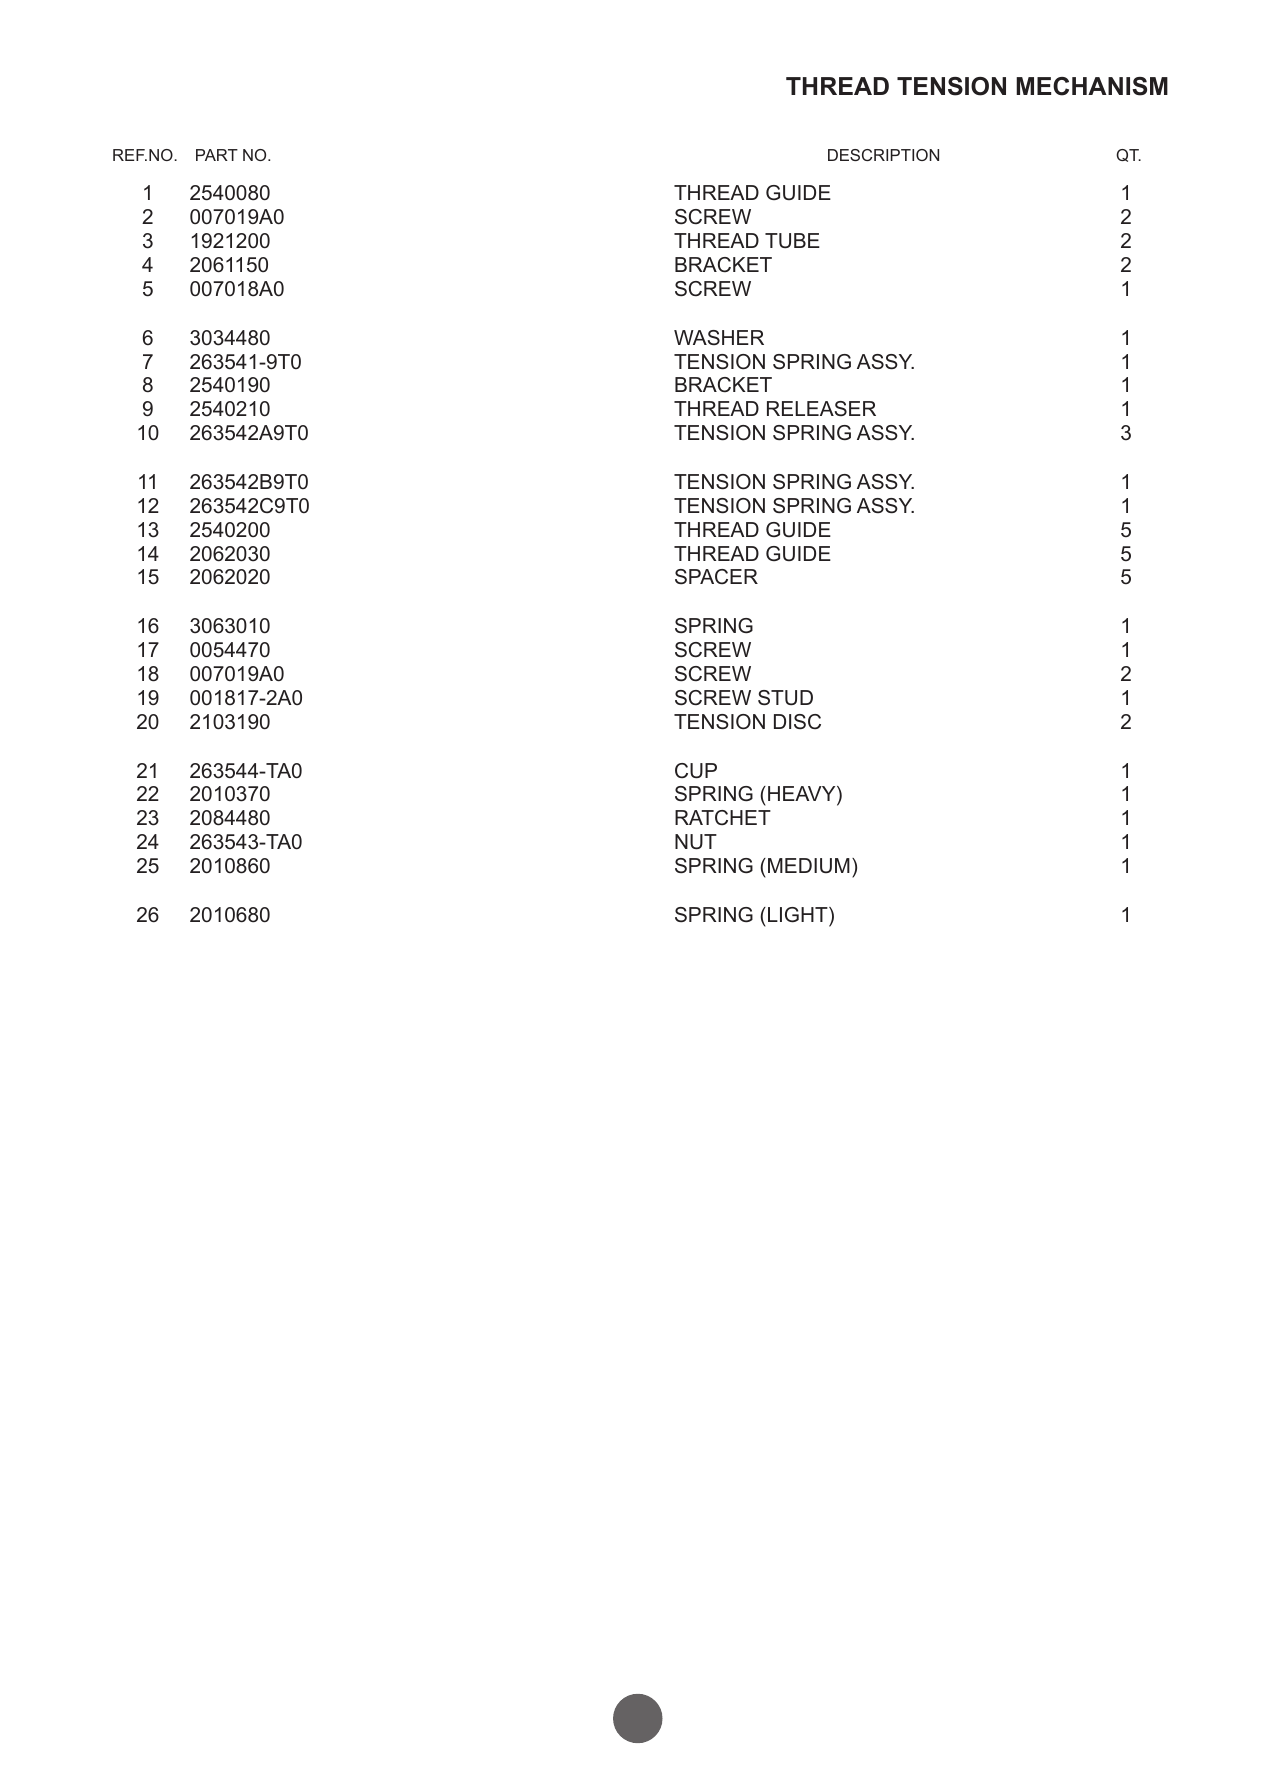 THREAD TENSION MECHANISM
REF.NO. PART NO. DESCRIPTION QT.
1 2540080 THREAD GUIDE 1
2 007019A0 SCREW 2
3 1921200 THREAD TUBE 2
4 2061150 BRACKET 2
5 007018A0 SCREW 1
6 3034480 WASHER 1
7 263541-9T0 TENSION SPRING ASSY. 1
8 2540190 BRACKET 1
9 2540210 THREAD RELEASER 1
10 263542A9T0 TENSION SPRING ASSY. 3
11 263542B9T0 TENSION SPRING ASSY. 1
12 263542C9T0 TENSION SPRING ASSY. 1
13 2540200 THREAD GUIDE 5
14 2062030 THREAD GUIDE 5
15 2062020 SPACER 5
16 3063010 SPRING 1
17 0054470 SCREW 1
18 007019A0 SCREW 2
19 001817-2A0 SCREW STUD 1
20 2103190 TENSION DISC 2
21 263544-TA0 CUP 1
22 2010370 SPRING (HEAVY) 1
23 2084480 RATCHET 1
24 263543-TA0 NUT 1
25 2010860 SPRING (MEDIUM) 1
26 2010680 SPRING (LIGHT) 1